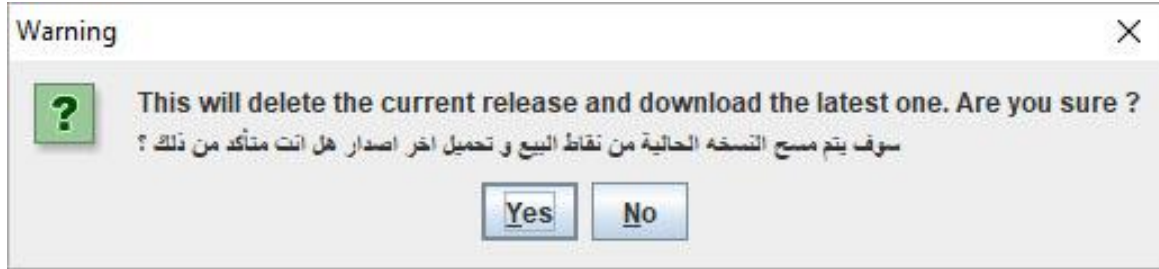 Warning
This will delete the current release and download the latest one. Are you sure ?
سوف يتم مسح النسخه الحالية من نقاط البيع و تحميل اخر اصدار هل انت متأكد من ذلك ؟
Yes No